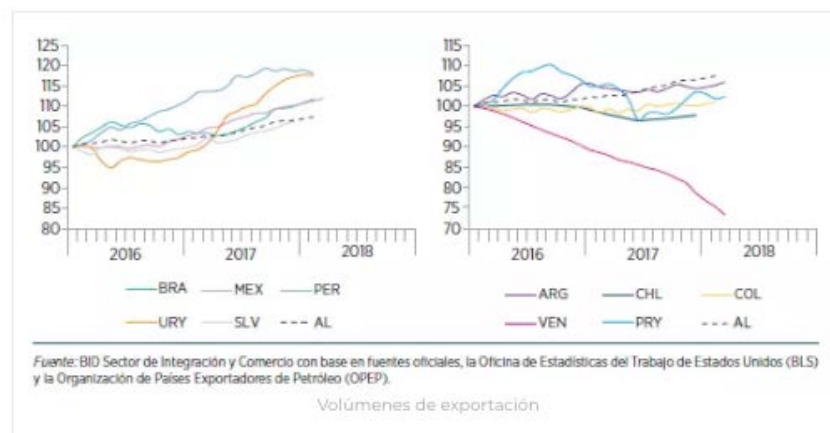 125
120
115
110
105
100
95
90
85
80
2016 2017 2018
BRA MEX PER
URY SLV AL
115
110
105
100
95
90
85
80
75
70
2016 2017 2018
ARG CHL COL
VEN PRY AL
Fuente: BID Sector de Integración y Comercio con base en fuentes oficiales, la Oficina de Estadísticas del Trabajo de Estados Unidos (BLS)
y la Organización de Países Exportadores de Petróleo (OPEP).
Volúmenes de exportación